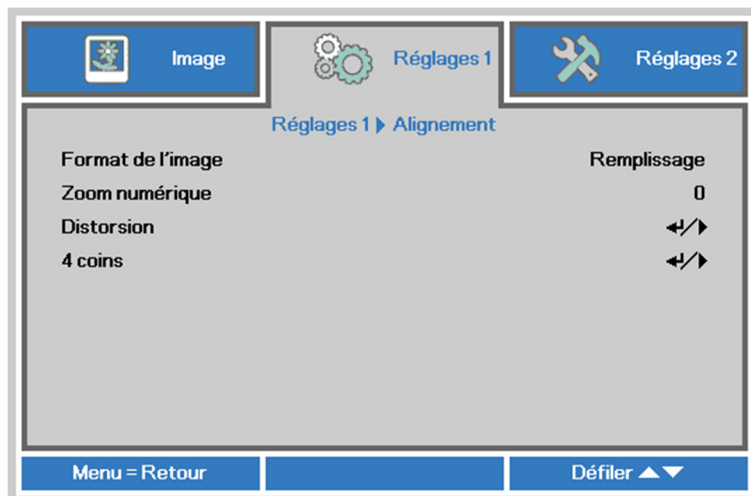 Image
Réglages 1
Réglages 2
Réglages 1 ▶ Alignement
Format de l'image Remplissage
Zoom numérique 0
Distorsion ↵/▶
4 coins ↵/▶
Menu = Retour
Défiler ▲▼